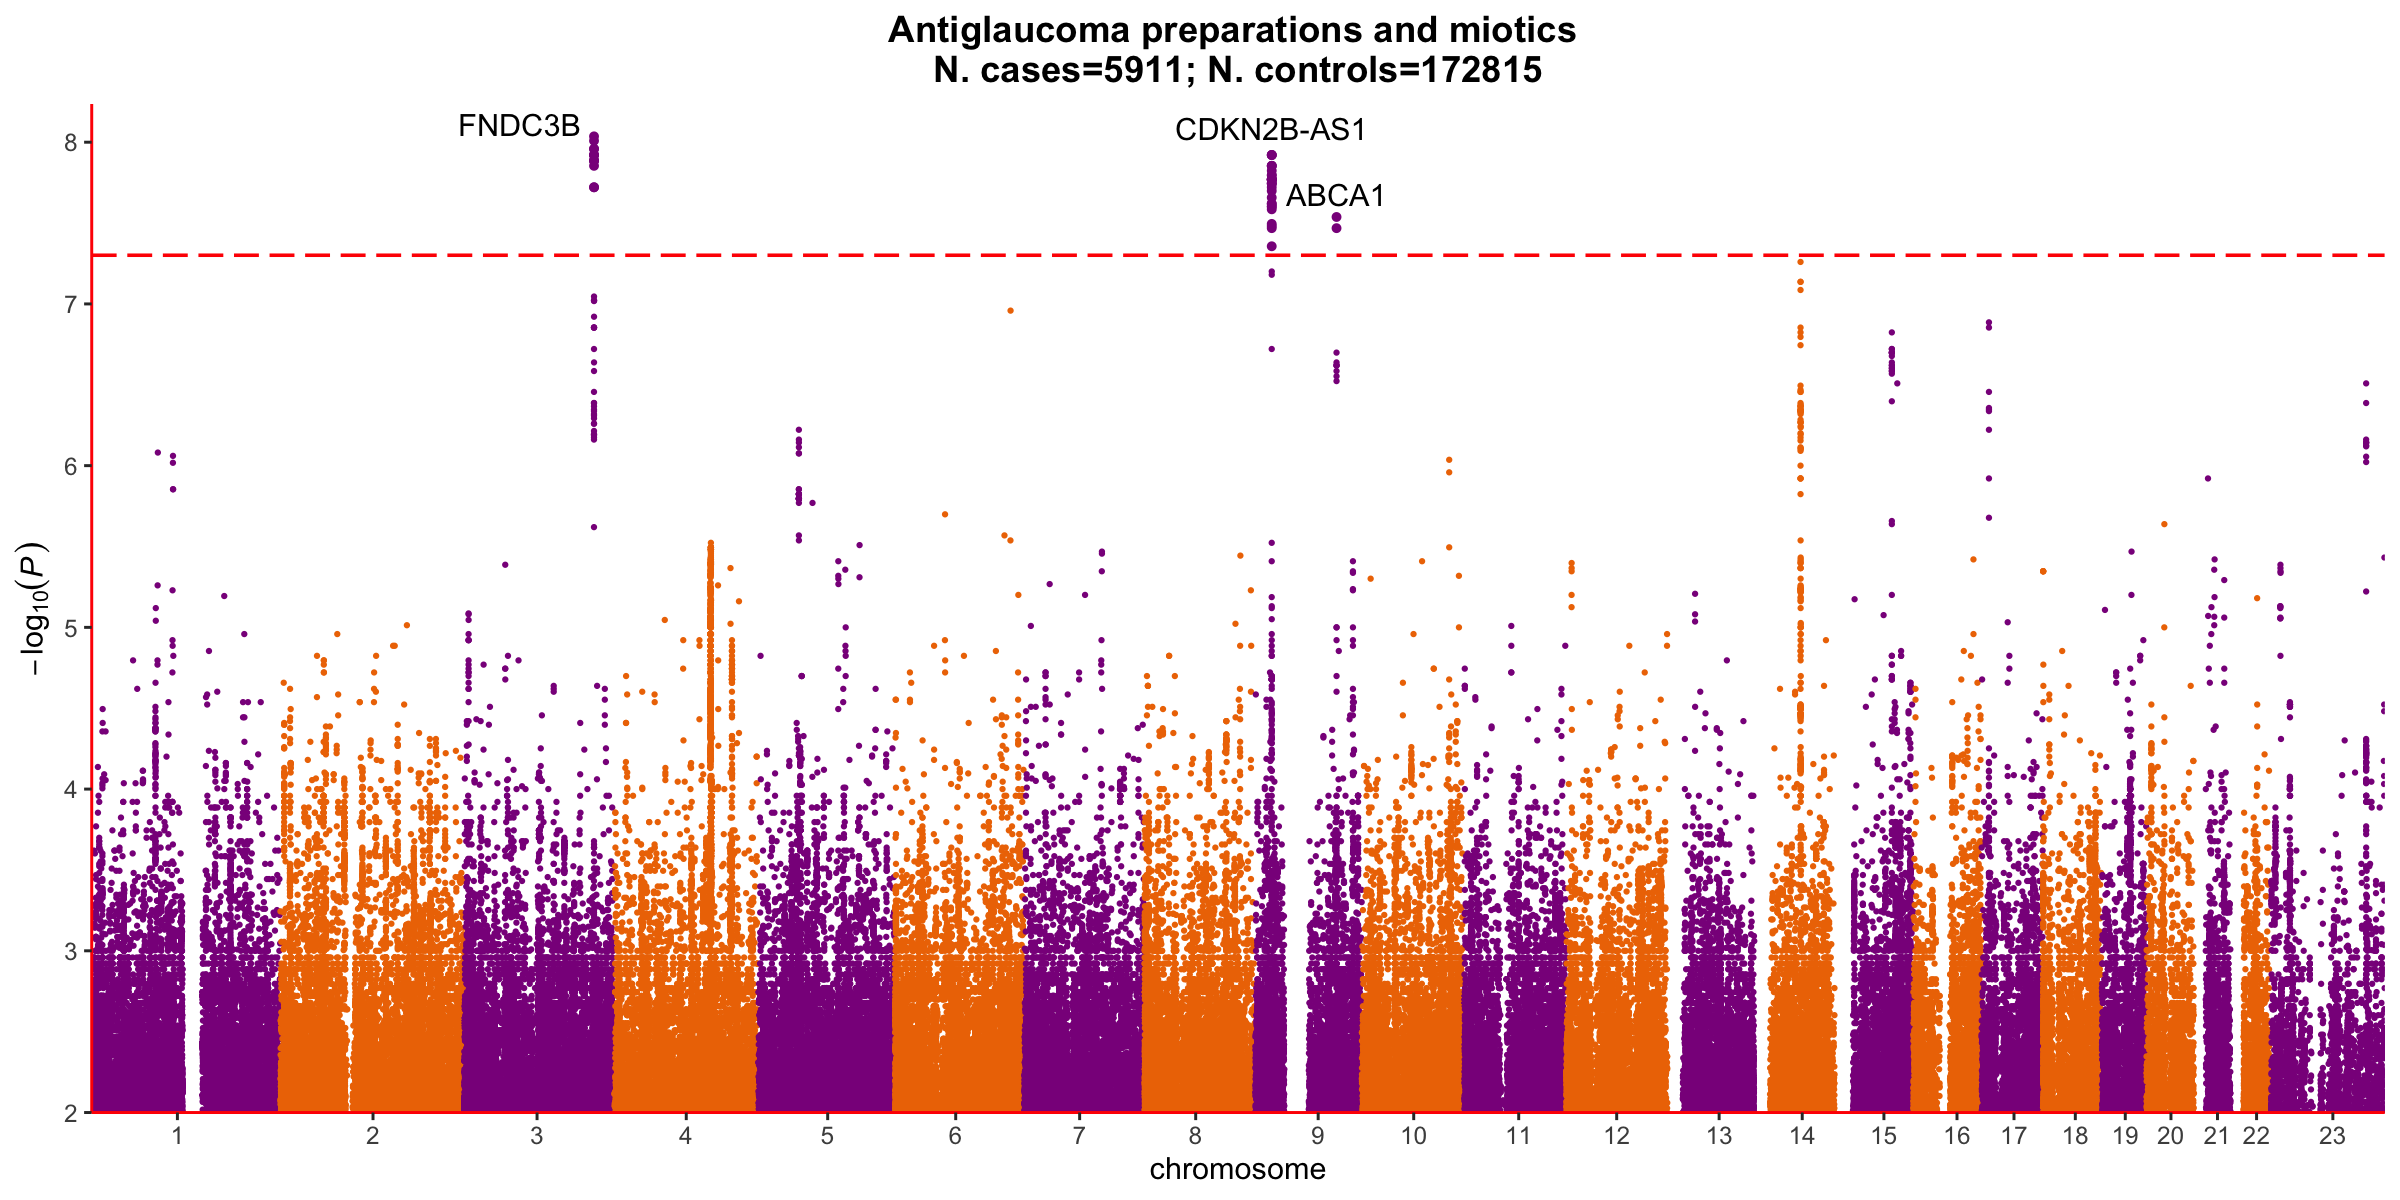 Antiglaucoma preparations and miotics
N. cases=5911; N. controls=172815
FNDC3B
CDKN2B-AS1
ABCA1
8
7
6
5
4
3
2
−log10(P)
1 2 3 4 5 6 7 8 9 10 11 12 13 14 15 16 17 18 19 20 21 22 23
chromosome